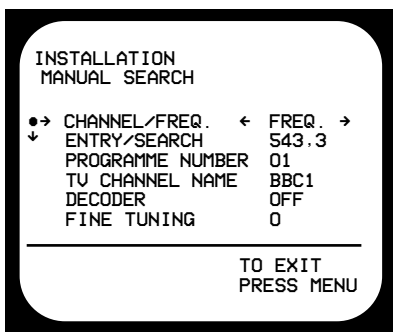 INSTALLATION
MANUAL SEARCH
●→ CHANNEL/FREQ. ← FREQ. →
↓ ENTRY/SEARCH 543,3
PROGRAMME NUMBER 01
TV CHANNEL NAME BBC1
DECODER OFF
FINE TUNING 0
TO EXIT
PRESS MENU